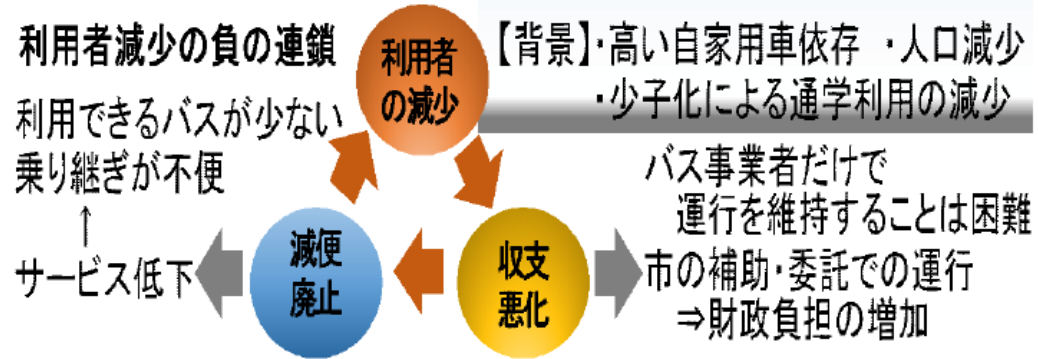 利用者減少の負の連鎖
利用者
の減少
【背景】・高い自家用車依存 ・人口減少
・少子化による通学利用の減少
利用できるバスが少ない
乗り継ぎが不便
↑
サービス低下
減便
廃止
収支
悪化
バス事業者だけで
運行を維持することは困難
市の補助・委託での運行
⇒財政負担の増加